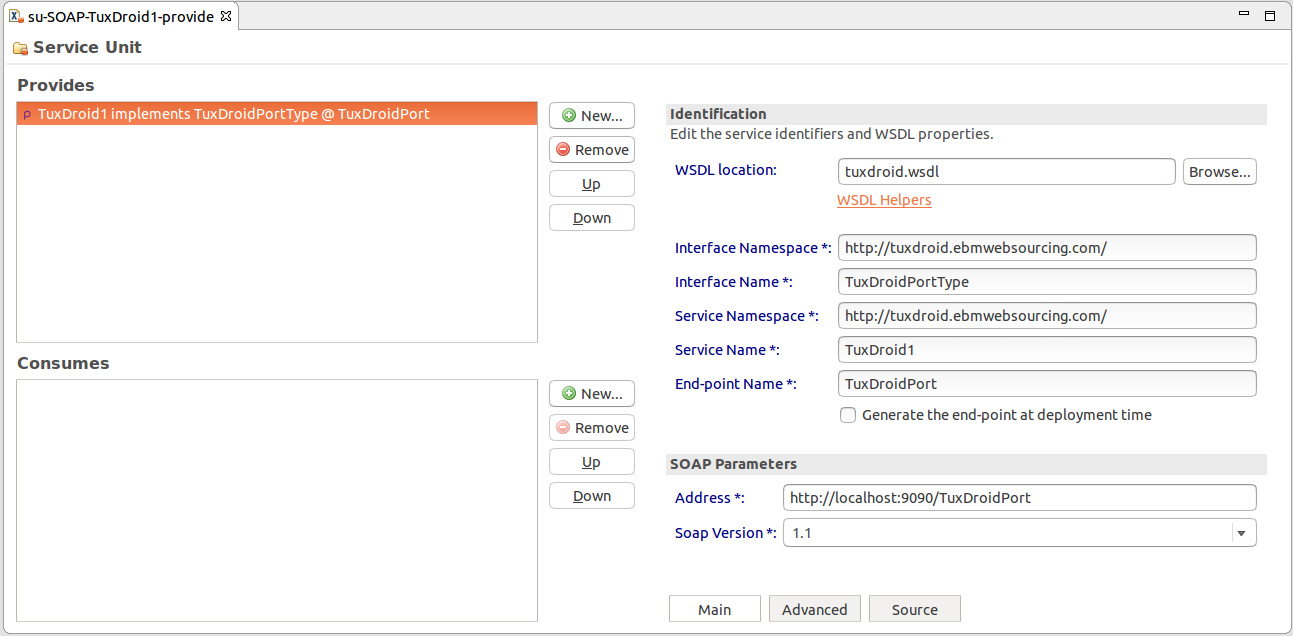 su-SOAP-TuxDroid1-provide
Service Unit
Provides
TuxDroid1 implements TuxDroidPortType @ TuxDroidPort
New...
Remove
Up
Down
Consumes
New...
Remove
Up
Down
Identification
Edit the service identifiers and WSDL properties.
WSDL location: tuxdroid.wsdl Browse...
WSDL Helpers
Interface Namespace *: http://tuxdroid.ebmwebsourcing.com/
Interface Name *: TuxDroidPortType
Service Namespace *: http://tuxdroid.ebmwebsourcing.com/
Service Name *: TuxDroid1
End-point Name *: TuxDroidPort
Generate the end-point at deployment time
SOAP Parameters
Address *: http://localhost:9090/TuxDroidPort
Soap Version *: 1.1
Main Advanced Source